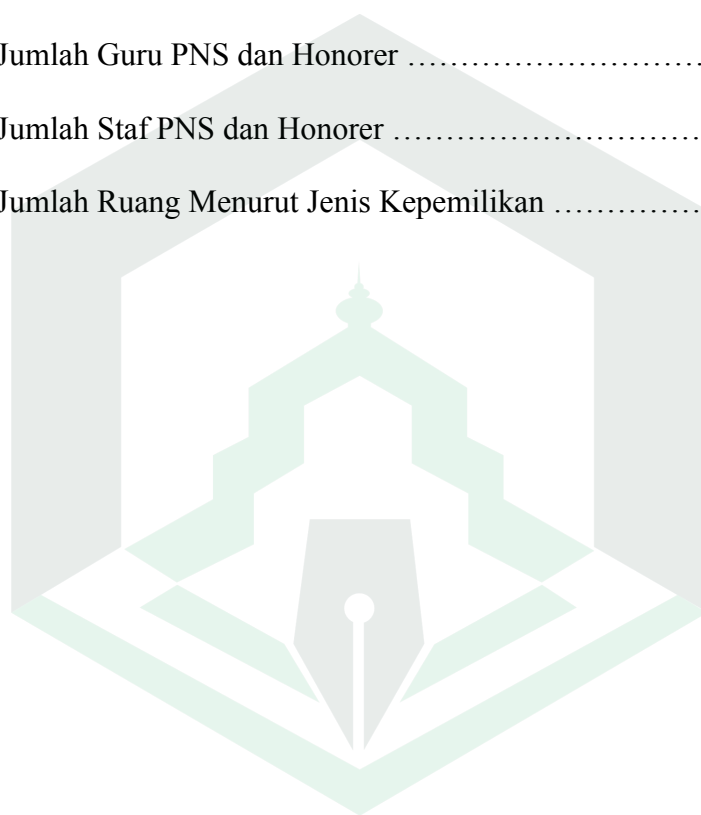 Jumlah Guru PNS dan Honorer ……………………….
Jumlah Staf PNS dan Honorer …………………………
Jumlah Ruang Menurut Jenis Kepemilikan ……………